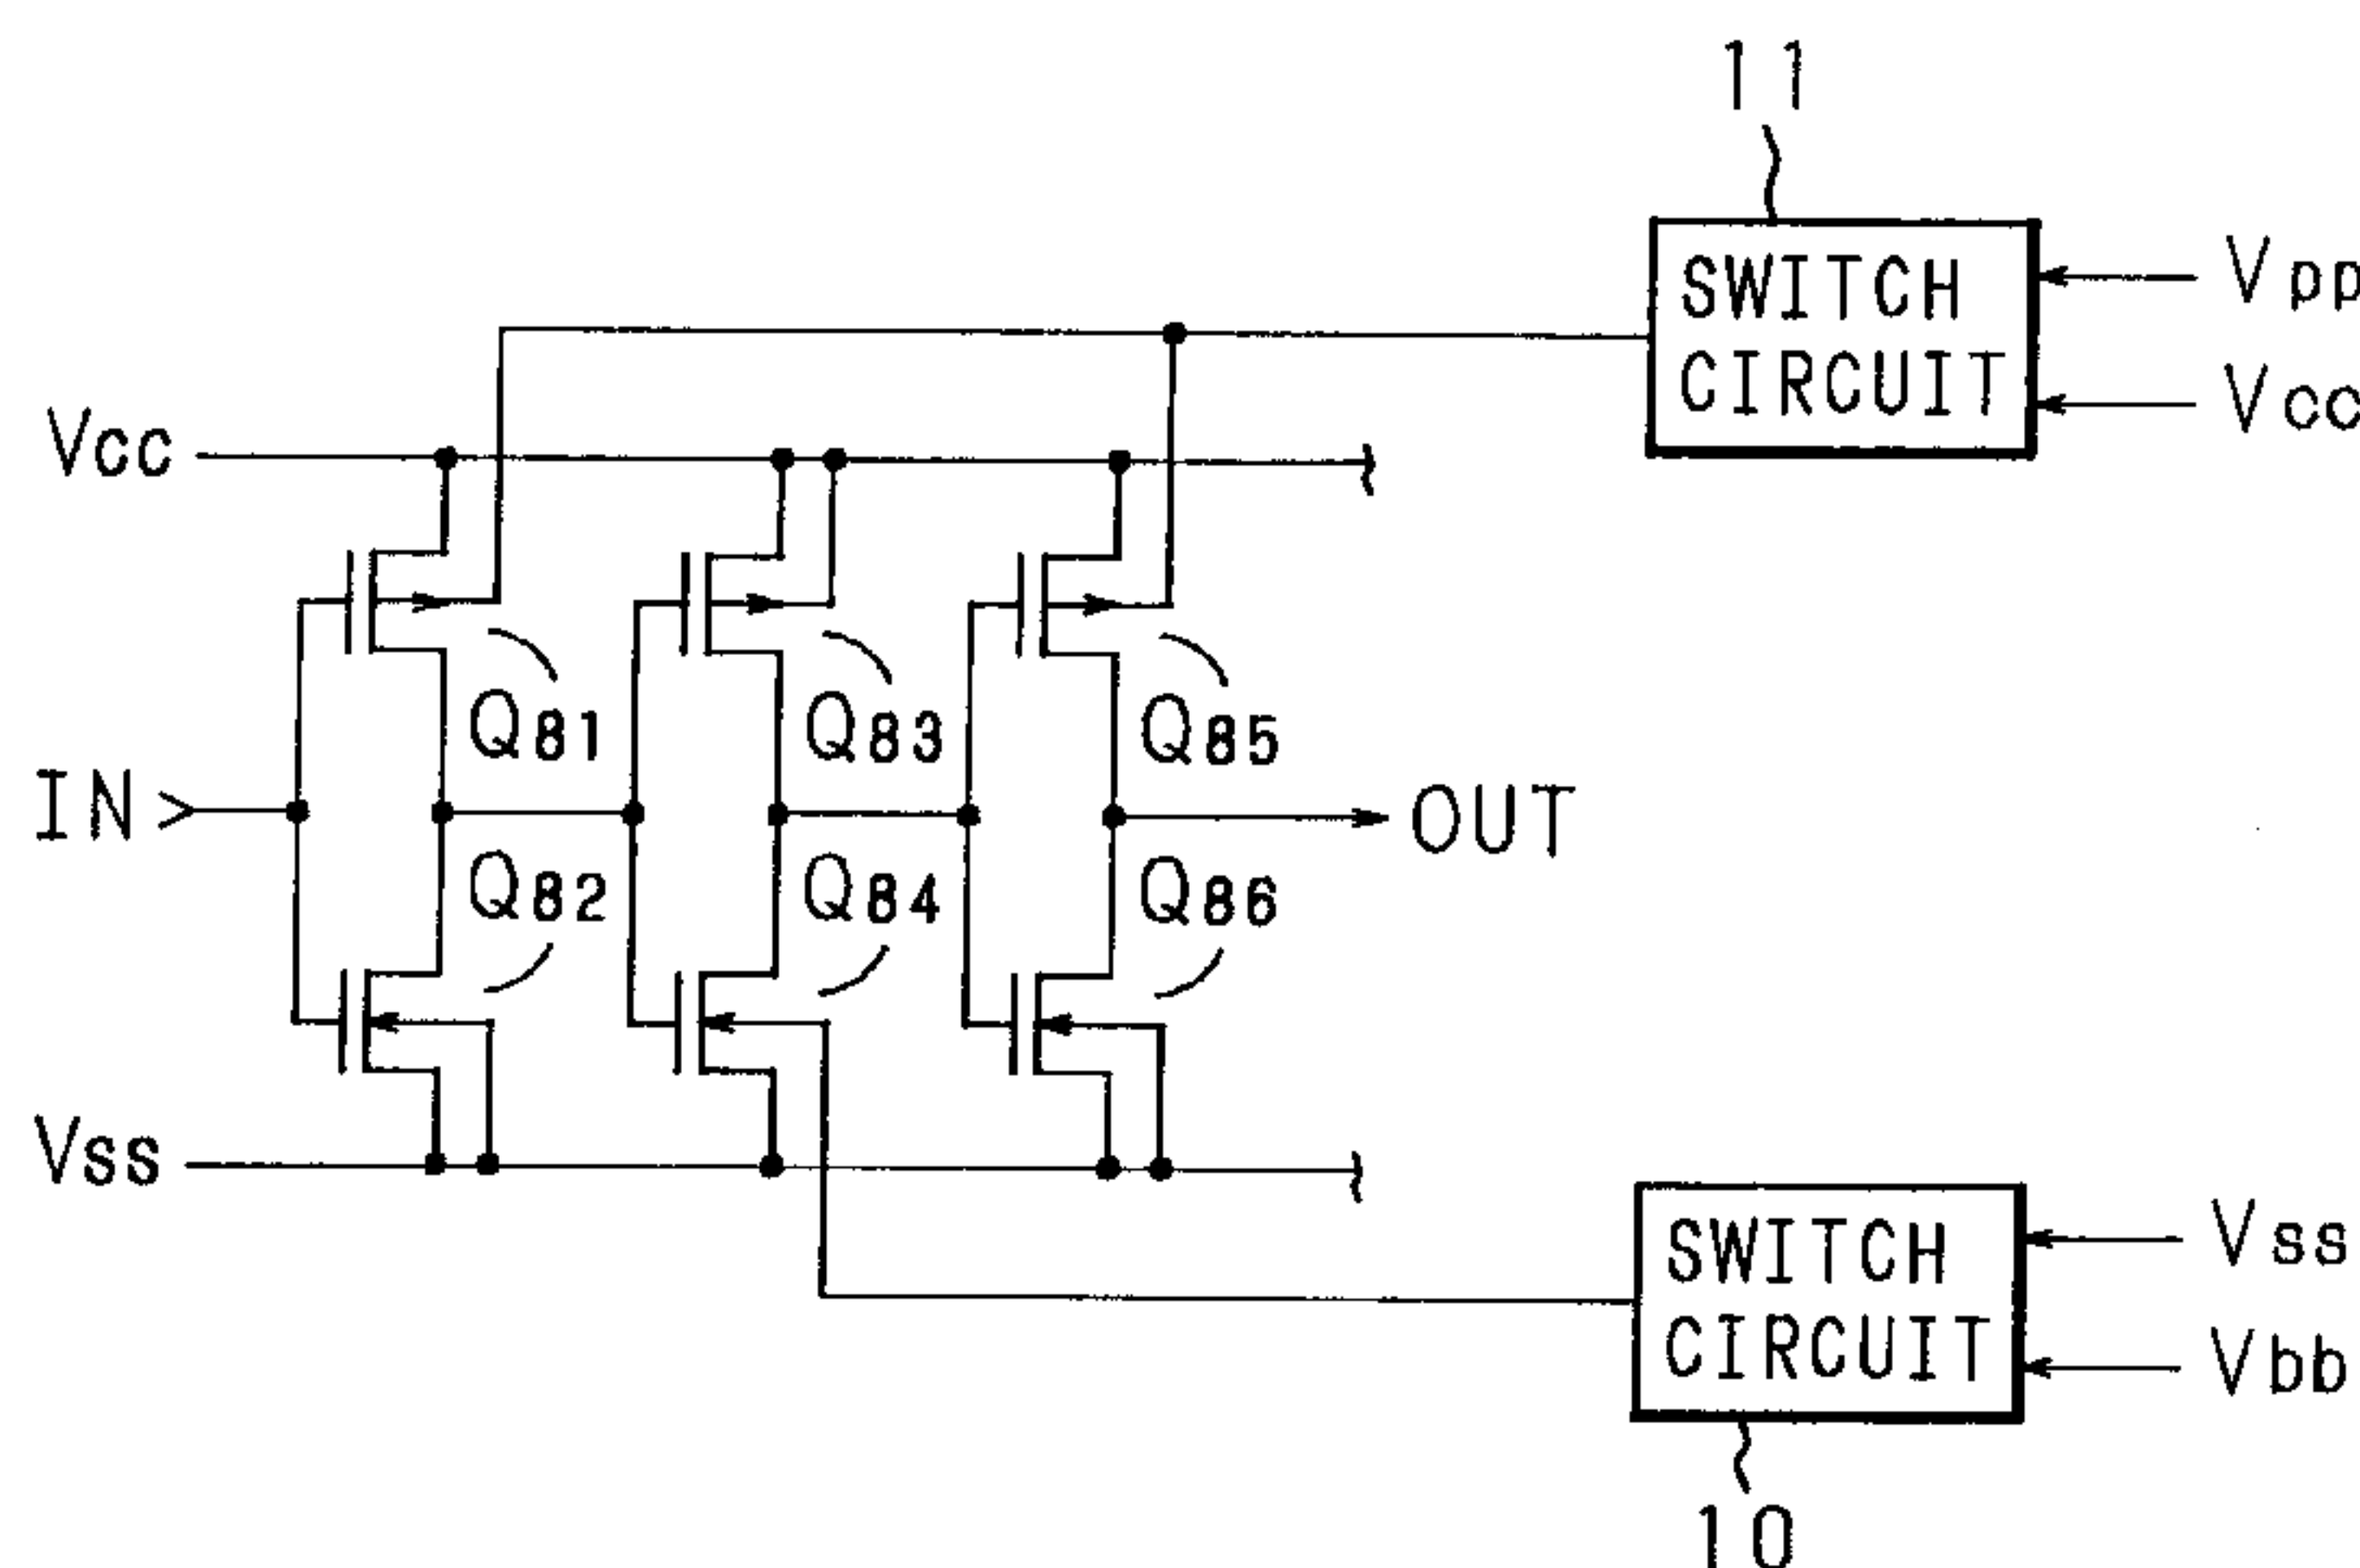 11
SWITCH
CIRCUIT
Vpp
Vcc
Vcc
Q81
Q83
Q85
IN
OUT
Q82
Q84
Q86
Vss
SWITCH
CIRCUIT
Vss
Vbb
10